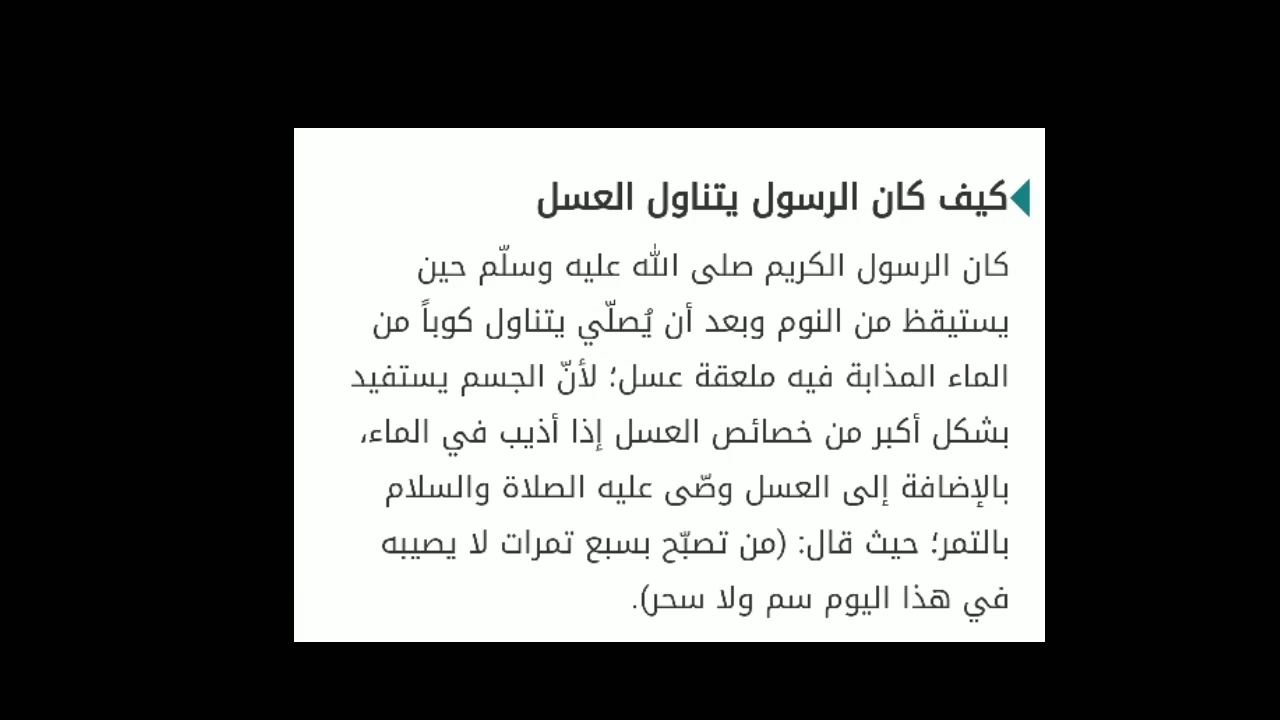 كيف كان الرسول يتناول العسل
كان الرسول الكريم صلى الله عليه وسلّم حين
يستيقظ من النوم وبعد أن يُصلّي يتناول كوباً من
الماء المذابة فيه ملعقة عسل؛ لأنّ الجسم يستفيد
بشكل أكبر من خصائص العسل إذا أذيب في الماء،
بالإضافة إلى العسل وصّى عليه الصلاة والسلام
بالتمر؛ حيث قال: (من تصبّح بسبع تمرات لا يصيبه
في هذا اليوم سم ولا سحر).